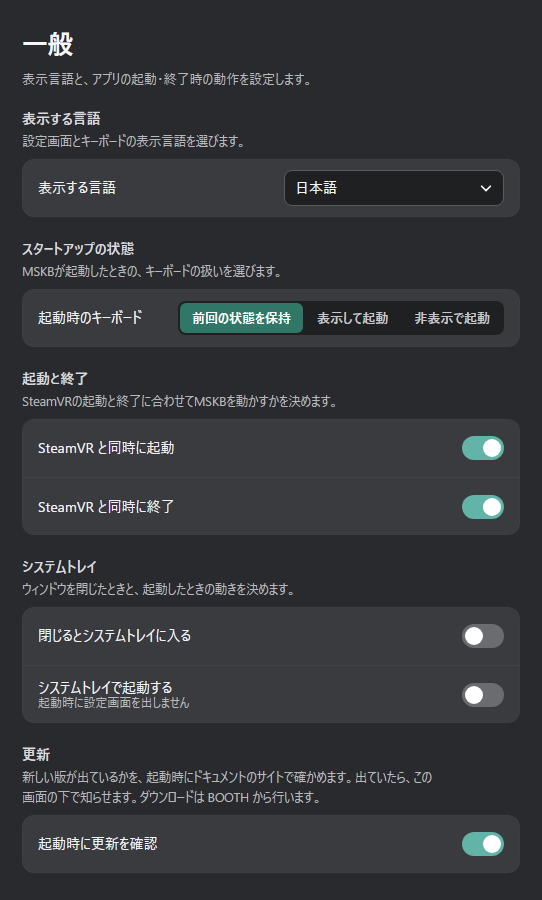 一般
表示言語と、アプリの起動・終了時の動作を設定します。
表示する言語
設定画面とキーボードの表示言語を選びます。
表示する言語
日本語
スタートアップの状態
MSKBが起動したときの、キーボードの扱いを選びます。
起動時のキーボード
前回の状態を保持
表示して起動
非表示で起動
起動と終了
SteamVRの起動と終了に合わせてMSKBを動かすかを決めます。
SteamVR と同時に起動
SteamVR と同時に終了
システムトレイ
ウィンドウを閉じたときと、起動したときの動きを決めます。
閉じるとシステムトレイに入る
システムトレイで起動する
起動時に設定画面を出しません
更新
新しい版が出ているかを、起動時にドキュメントのサイトで確かめます。出ていたら、この
画面の下で知らせます。ダウンロードは BOOTH から行います。
起動時に更新を確認